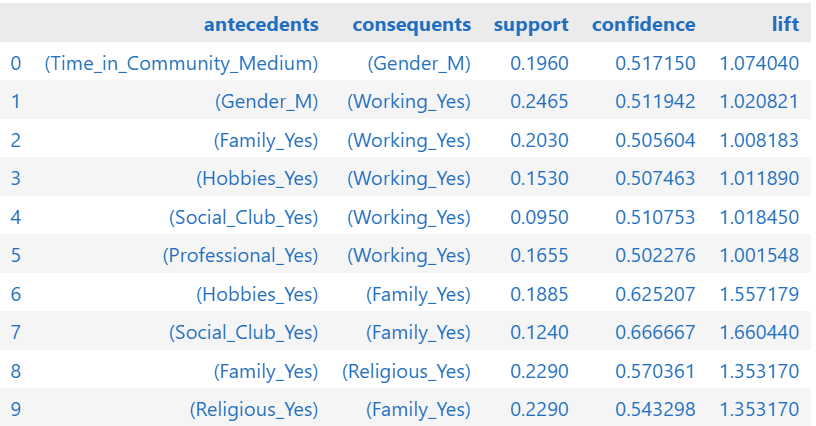 antecedents consequents support confidence lift
0 (Time_in_Community_Medium) (Gender_M) 0.1960 0.517150 1.074040
1 (Gender_M) (Working_Yes) 0.2465 0.511942 1.020821
2 (Family_Yes) (Working_Yes) 0.2030 0.505604 1.008183
3 (Hobbies_Yes) (Working_Yes) 0.1530 0.507463 1.011890
4 (Social_Club_Yes) (Working_Yes) 0.0950 0.510753 1.018450
5 (Professional_Yes) (Working_Yes) 0.1655 0.502276 1.001548
6 (Hobbies_Yes) (Family_Yes) 0.1885 0.625207 1.557179
7 (Social_Club_Yes) (Family_Yes) 0.1240 0.666667 1.660440
8 (Family_Yes) (Religious_Yes) 0.2290 0.570361 1.353170
9 (Religious_Yes) (Family_Yes) 0.2290 0.543298 1.353170